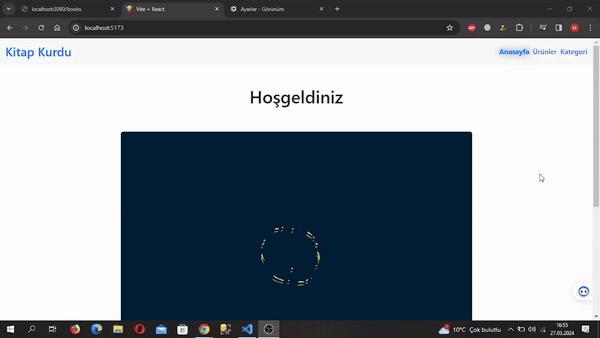 localhost:3090/books
Vite + React
Ayarlar - Görünüm
localhost:5173
Kitap Kurdu
Anasayfa Ürünler Kategori
Hoşgeldiniz
10°C Çok bulutlu
16:55
27.03.2024